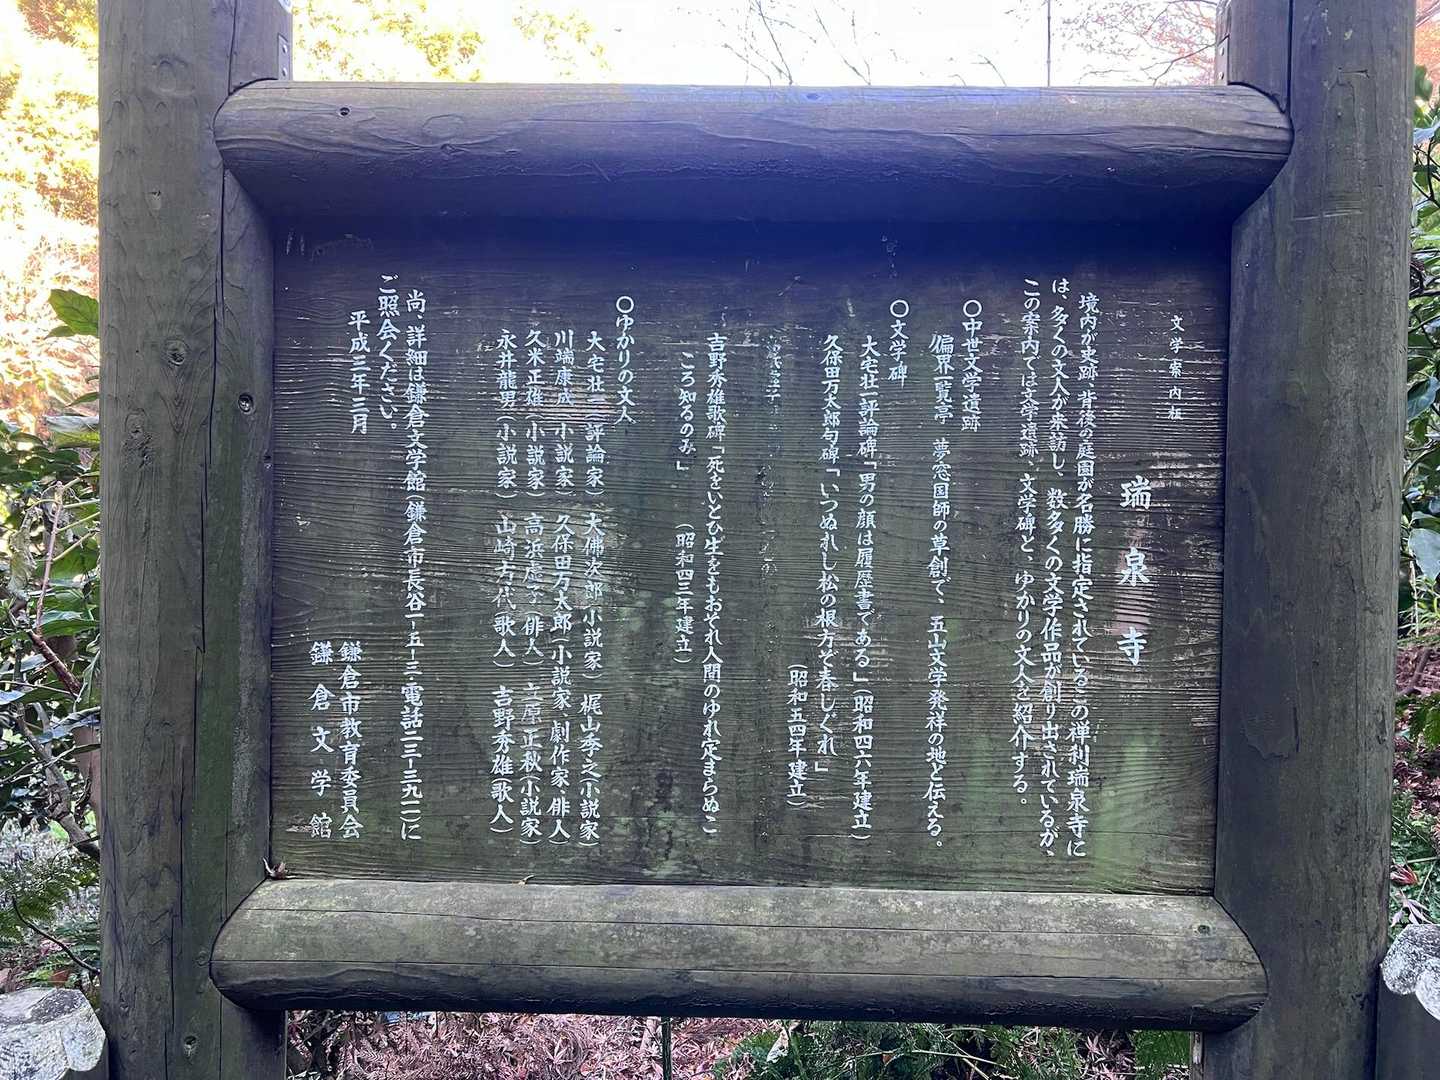 文学案内板
瑞泉寺
境内が史跡、背後の庭園が名勝に指定されているこの禅刹瑞泉寺に
は、多くの文人が来訪し、数多くの文学作品が創り出されているが、
この案内では文学遺跡、文学碑と、ゆかりの文人を紹介する。
〇中世文学遺跡
偏界一覧亭 夢窓国師の草創で、五山文学発祥の地と伝える。
〇文学碑
大宅壮一評論碑「男の顔は履歴書である」(昭和四六年建立)
久保田万太郎句碑「いつぬれし松の根方ぞ春しぐれ」
(昭和五四年建立)
吉野秀雄歌碑「死をいとひ生をもおそれ人間のゆれ定まらぬこ
ころ知るのみ」
(昭和四三年建立)
〇ゆかりの文人
大宅壮一(評論家) 大佛次郎(小説家) 梶山季之(小説家)
川端康成(小説家) 久保田万太郎(小説家、劇作家・俳人)
久米正雄(小説家) 高浜虚子(俳人) 立原正秋(小説家)
永井龍男(小説家) 山崎方代(歌人) 吉野秀雄(歌人)
尚、詳細は鎌倉文学館(鎌倉市長谷一ー五ー三・電話二三ー三九一一)に
ご照会ください。
平成三年三月
鎌倉市教育委員会
鎌倉文学館